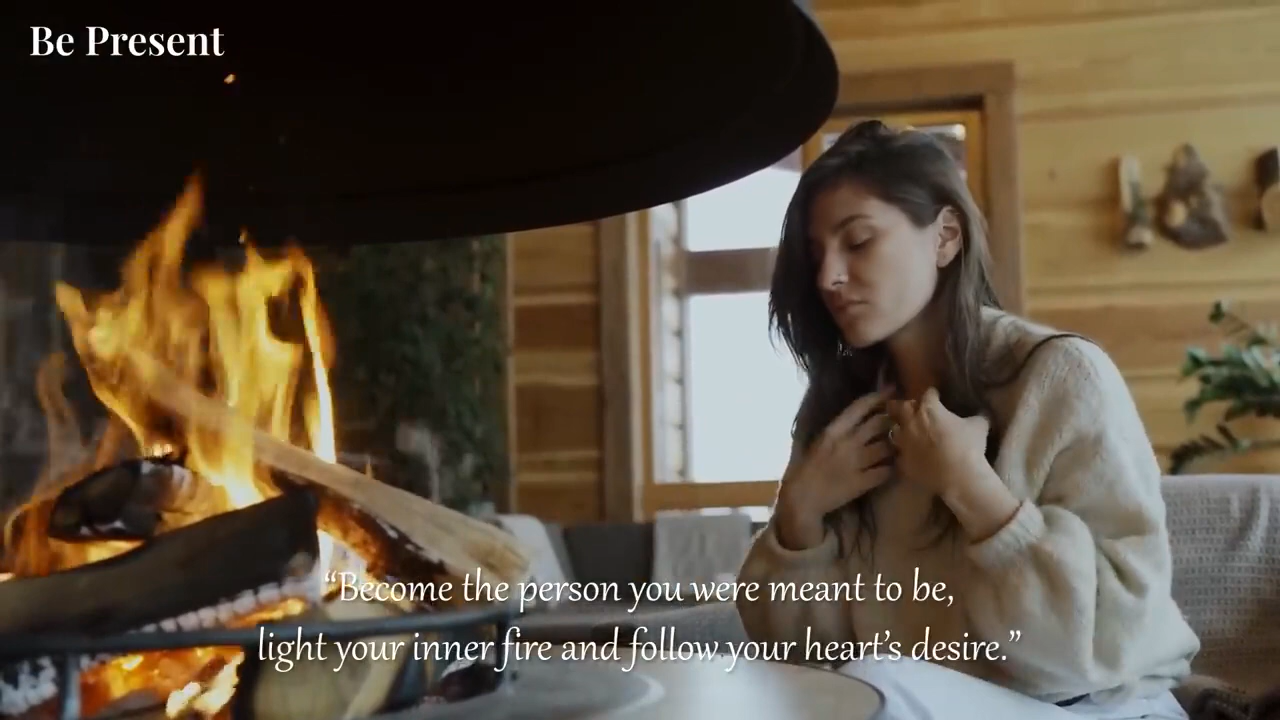 Be Present
“Become the person you were meant to be,
light your inner fire and follow your heart’s desire.”